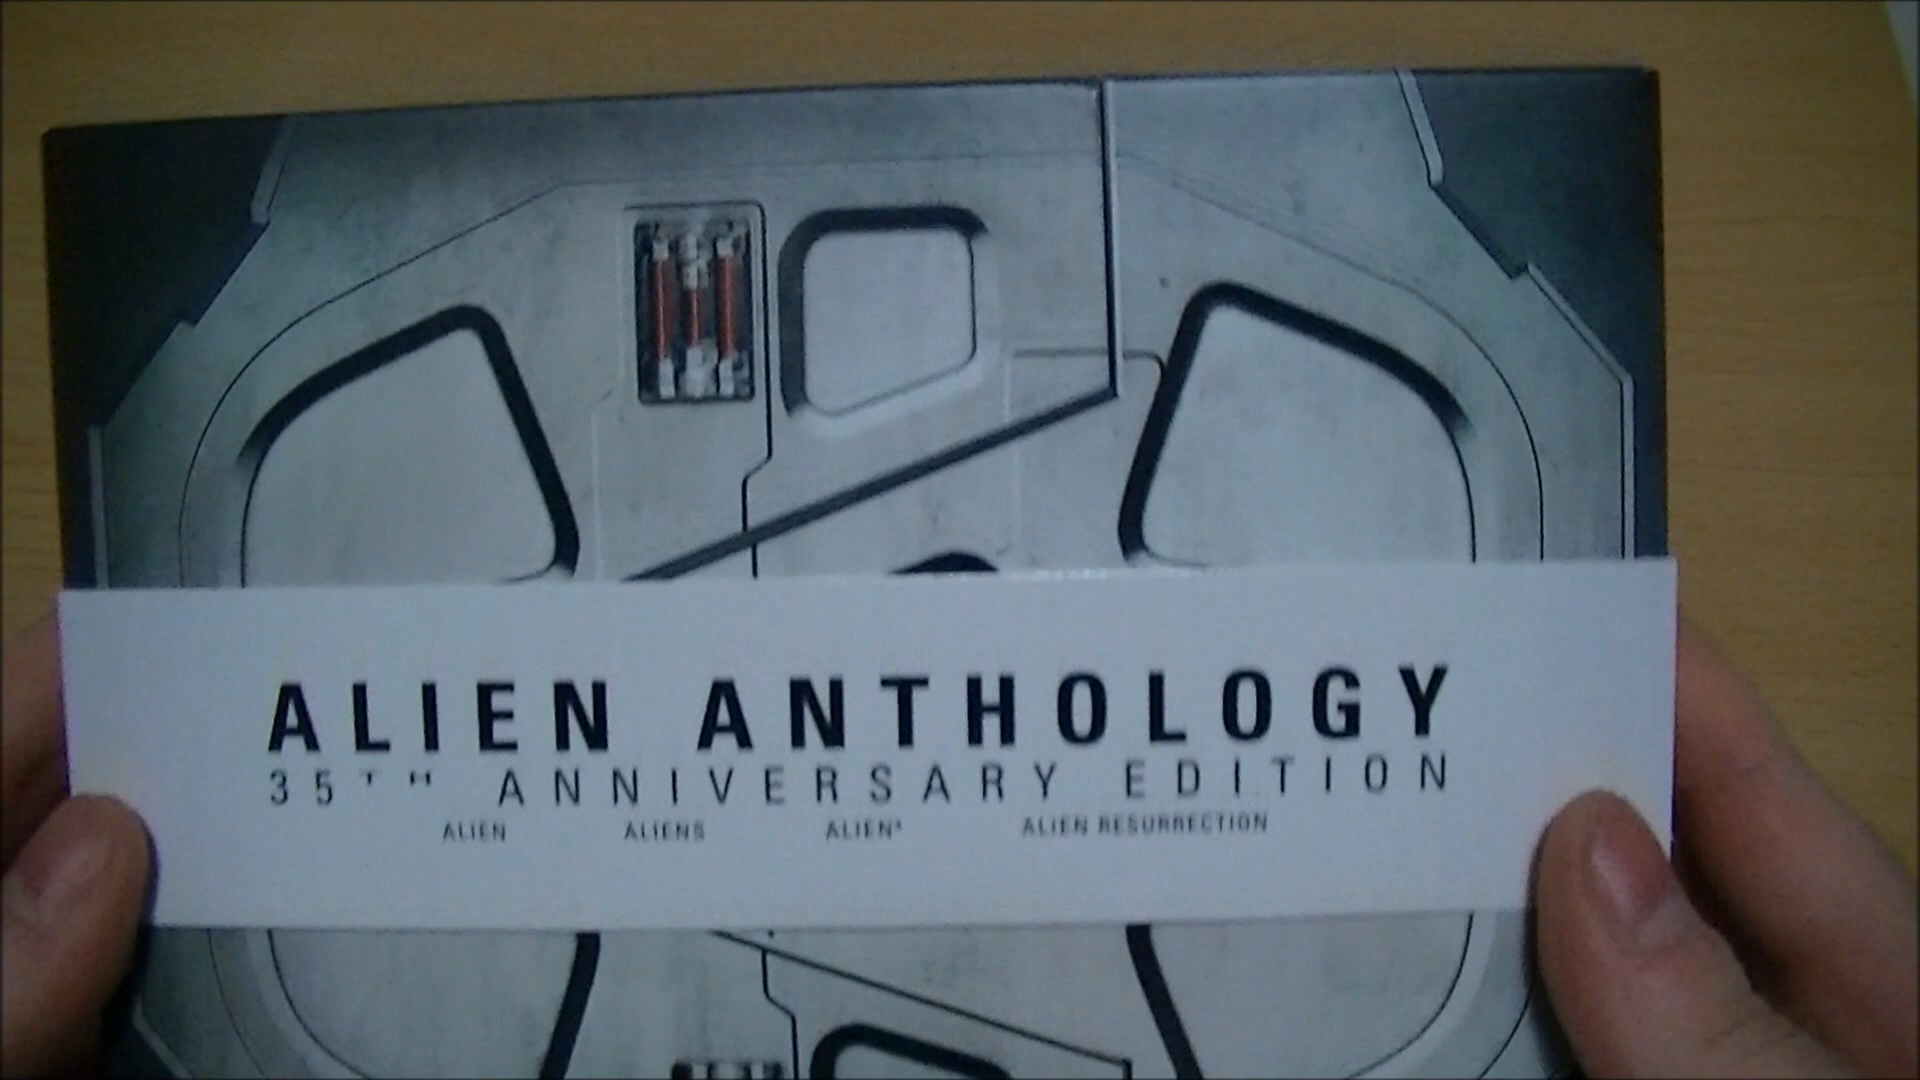 ALIEN ANTHOLOGY
35TH ANNIVERSARY EDITION
ALIEN ALIENS ALIEN³ ALIEN RESURRECTION